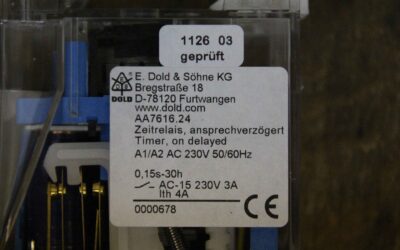 1126 03
geprüft
E. Dold & Söhne KG
Bregstraße 18
DOLD
D-78120 Furtwangen
www.dold.com
AA7616.24
Zeitrelais, ansprechverzögert
Timer, on delayed
A1/A2 AC 230V 50/60Hz
0,15s-30h
AC-15 230V 3A
Ith 4A
0000678
CE